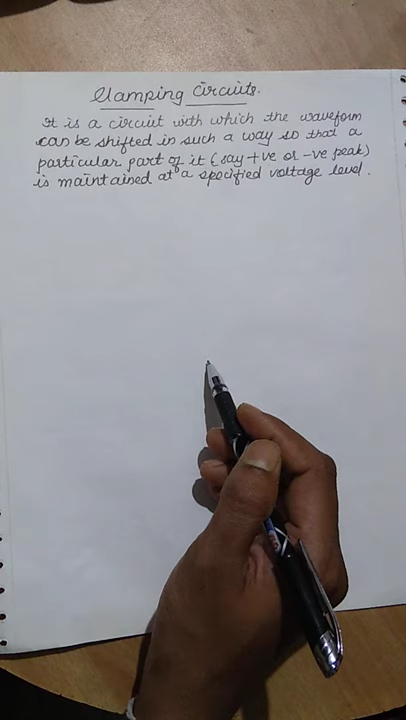 Clamping Circuits.
It is a circuit with which the waveform
can be shifted in such a way so that a
particular part of it (say +ve or -ve peak)
is maintained at a specified voltage level.